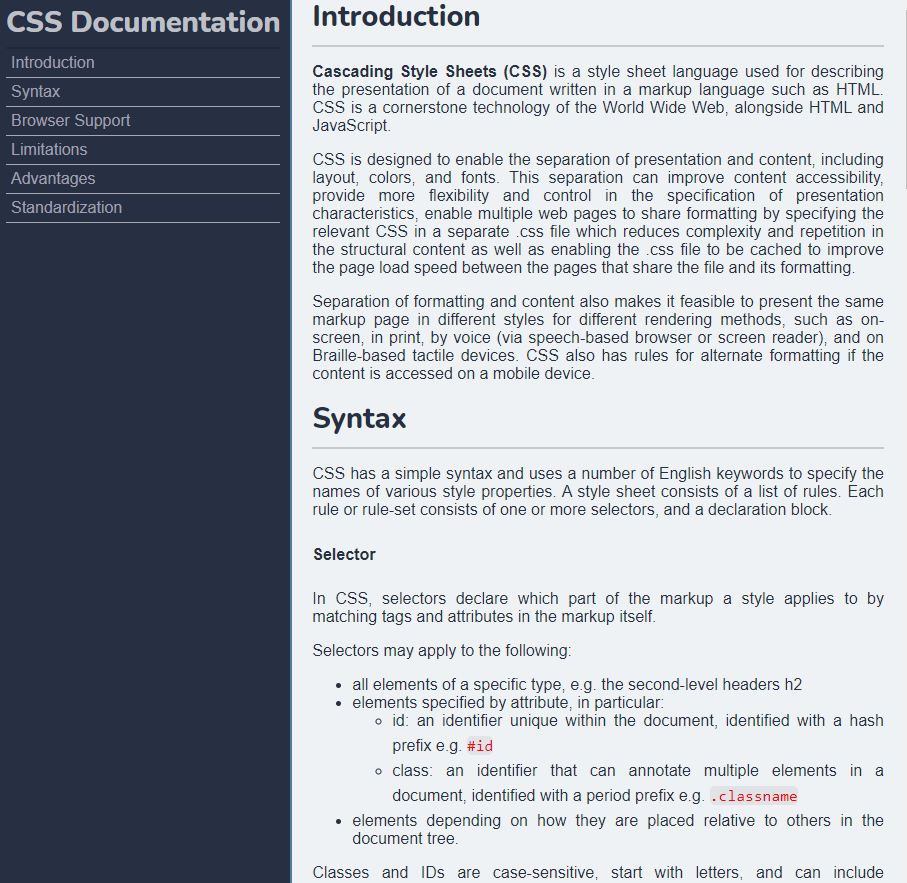 CSS Documentation
Introduction
Syntax
Browser Support
Limitations
Advantages
Standardization
Introduction
Cascading Style Sheets (CSS) is a style sheet language used for describing
the presentation of a document written in a markup language such as HTML.
CSS is a cornerstone technology of the World Wide Web, alongside HTML and
JavaScript.
CSS is designed to enable the separation of presentation and content, including
layout, colors, and fonts. This separation can improve content accessibility,
provide more flexibility and control in the specification of presentation
characteristics, enable multiple web pages to share formatting by specifying the
relevant CSS in a separate .css file which reduces complexity and repetition in
the structural content as well as enabling the .css file to be cached to improve
the page load speed between the pages that share the file and its formatting.
Separation of formatting and content also makes it feasible to present the same
markup page in different styles for different rendering methods, such as on-
screen, in print, by voice (via speech-based browser or screen reader), and on
Braille-based tactile devices. CSS also has rules for alternate formatting if the
content is accessed on a mobile device.
Syntax
CSS has a simple syntax and uses a number of English keywords to specify the
names of various style properties. A style sheet consists of a list of rules. Each
rule or rule-set consists of one or more selectors, and a declaration block.
Selector
In CSS, selectors declare which part of the markup a style applies to by
matching tags and attributes in the markup itself.
Selectors may apply to the following:
• all elements of a specific type, e.g. the second-level headers h2
• elements specified by attribute, in particular:
◦ id: an identifier unique within the document, identified with a hash
prefix e.g. #id
◦ class: an identifier that can annotate multiple elements in a
document, identified with a period prefix e.g. .classname
• elements depending on how they are placed relative to others in the
document tree.
Classes and IDs are case-sensitive, start with letters, and can include